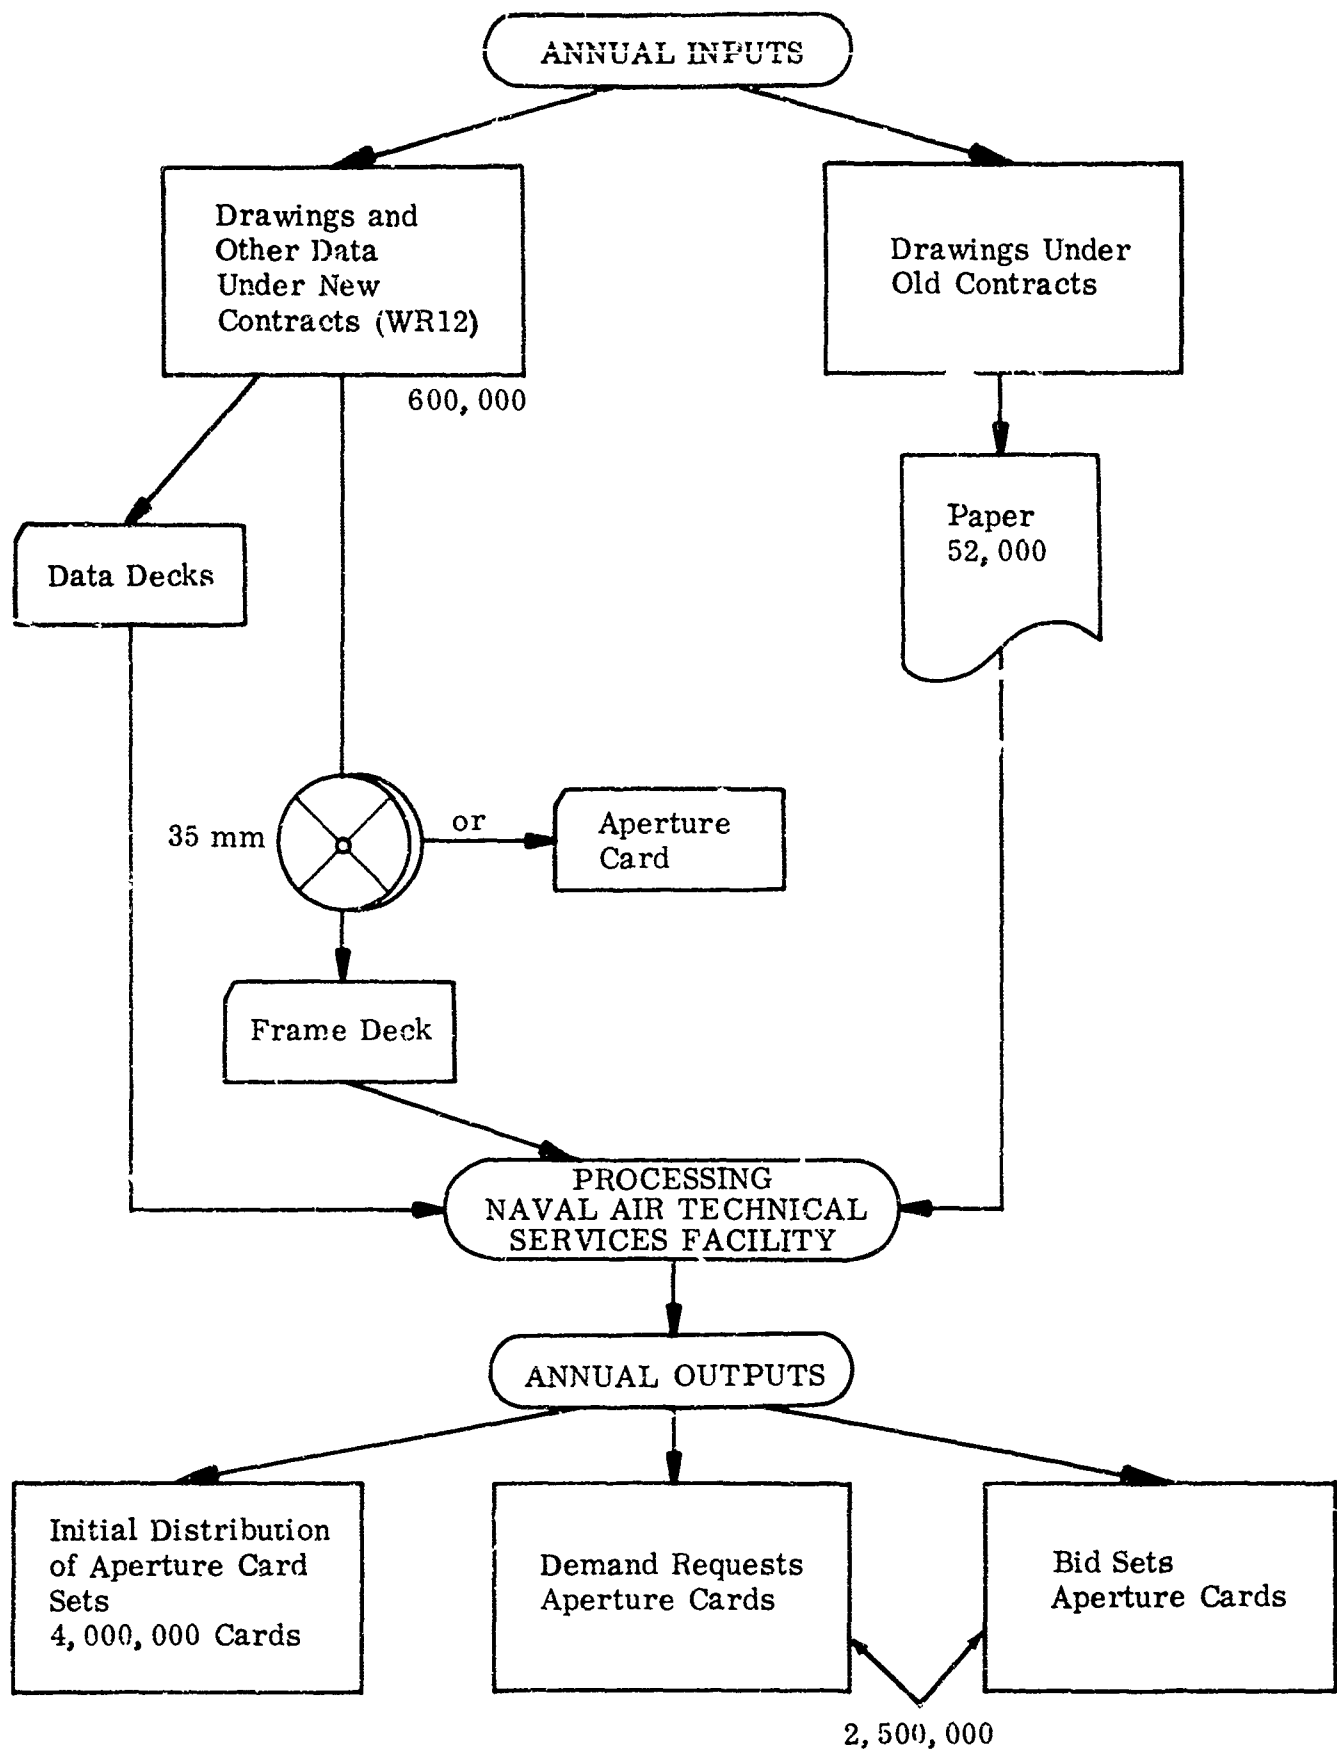 ANNUAL INPUTS
Drawings and
Other Data
Under New
Contracts (WR12)
600,000
Drawings Under
Old Contracts
Data Decks
Paper
52,000
35 mm
or
Aperture
Card
Frame Deck
PROCESSING
NAVAL AIR TECHNICAL
SERVICES FACILITY
ANNUAL OUTPUTS
Initial Distribution
of Aperture Card
Sets
4,000,000 Cards
Demand Requests
Aperture Cards
Bid Sets
Aperture Cards
2,500,000